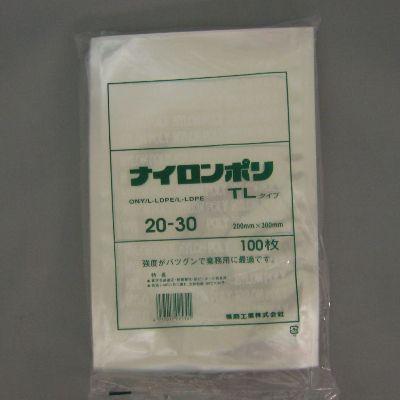 ナイロンポリ
TLタイプ
ONY/L-LDPE/L-LDPE
20-30
200mm×300mm
100枚
強度がバツグンで業務用に最適です。
特長
福助工業株式会社